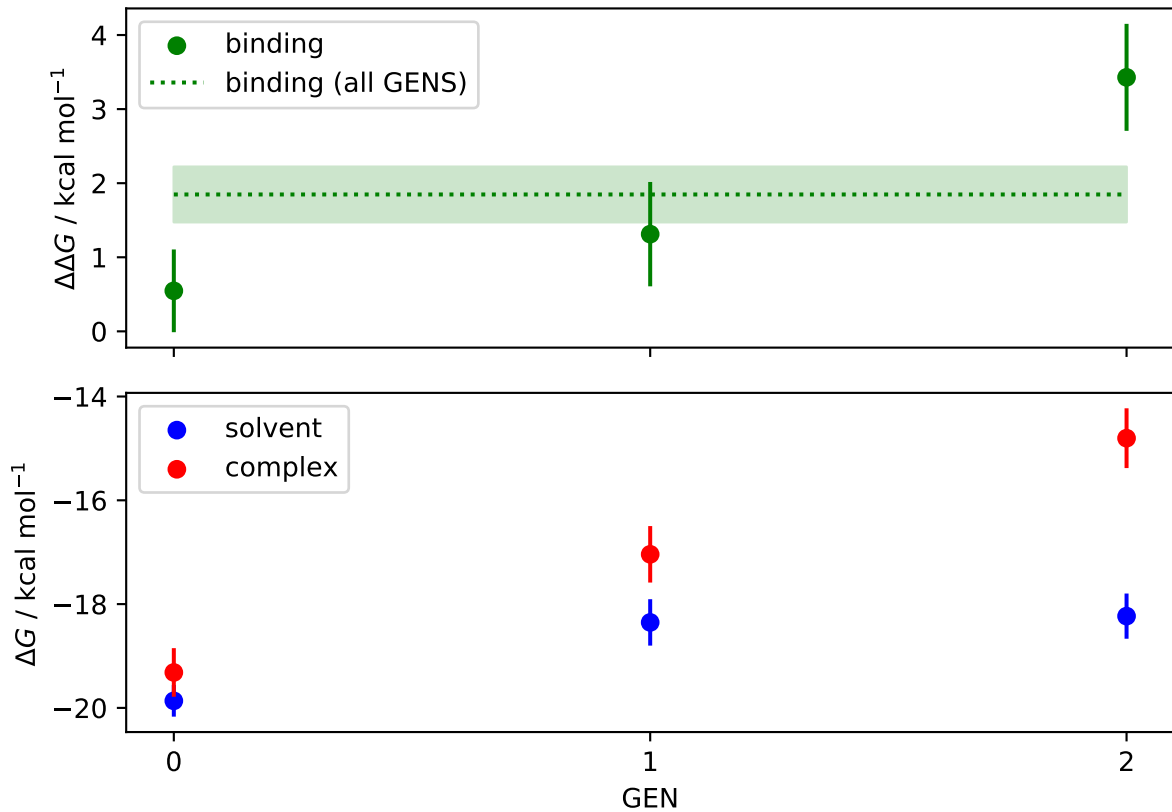 binding
binding (all GENS)
ΔΔG / kcal mol⁻¹
4
3
2
1
0
solvent
complex
ΔG / kcal mol⁻¹
−14
−16
−18
−20
0
1
2
GEN